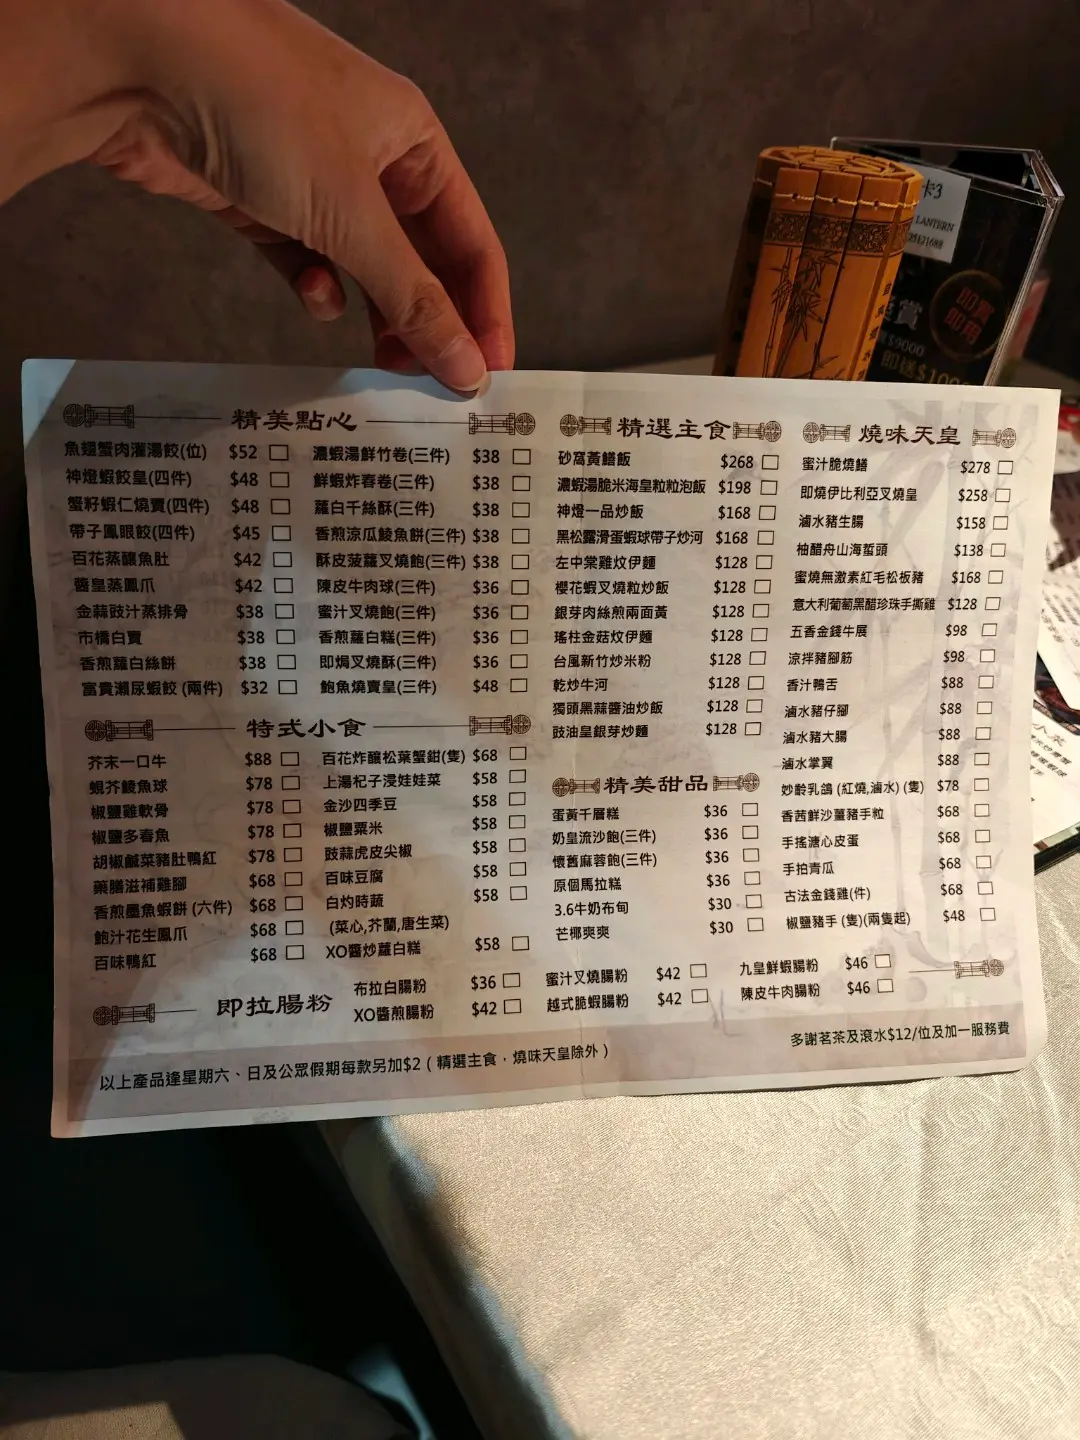 卡3
LANTERN
25121688
賞
$9000
即送$100
精美點心
魚翅蟹肉灌湯餃(位) $52
神燈蝦餃皇(四件) $48
蟹籽蝦仁燒賣(四件) $48
帶子鳳眼餃(四件) $45
百花蒸釀魚肚 $42
醬皇蒸鳳爪 $42
金蒜豉汁蒸排骨 $38
市橋白賣 $38
香煎蘿白絲餅 $38
富貴瀨尿蝦餃 (兩件) $32
濃蝦湯鮮竹卷(三件) $38
鮮蝦炸春卷(三件) $38
蘿白千絲酥(三件) $38
香煎涼瓜鯪魚餅(三件) $38
酥皮菠蘿叉燒飽(三件) $38
陳皮牛肉球(三件) $36
蜜汁叉燒飽(三件) $36
香煎蘿白糕(三件) $36
即焗叉燒酥(三件) $36
鮑魚燒賣皇(三件) $48
特式小食
芥末一口牛 $88
蜆芥鯪魚球 $78
椒鹽雞軟骨 $78
椒鹽多春魚 $78
胡椒鹹菜豬肚鴨紅 $78
藥膳滋補雞腳 $68
香煎墨魚蝦餅 (六件) $68
鮑汁花生鳳爪 $68
百味鴨紅 $68
百花炸釀松葉蟹鉗(隻) $68
上湯杞子浸娃娃菜 $58
金沙四季豆 $58
椒鹽粟米 $58
豉蒜虎皮尖椒 $58
百味豆腐 $58
白灼時蔬 $58
(菜心,芥蘭,唐生菜)
XO醬炒蘿白糕 $58
精選主食
砂窩黃鱔飯 $268
濃蝦湯脆米海皇粒粒泡飯 $198
神燈一品炒飯 $168
黑松露滑蛋蝦球帶子炒河 $168
左中棠雞炆伊麵 $128
櫻花蝦叉燒粒炒飯 $128
銀芽肉絲煎兩面黃 $128
瑤柱金菇炆伊麵 $128
台風新竹炒米粉 $128
乾炒牛河 $128
獨頭黑蒜醬油炒飯 $128
豉油皇銀芽炒麵 $128
精美甜品
蛋黃千層糕 $36
奶皇流沙飽(三件) $36
懷舊麻蓉飽(三件) $36
原個馬拉糕 $36
3.6牛奶布甸 $30
芒椰爽爽 $30
燒味天皇
蜜汁脆燒鱔 $278
即燒伊比利亞叉燒皇 $258
滷水豬生腸 $158
柚醋舟山海蜇頭 $138
蜜燒無激素紅毛松板豬 $168
意大利葡萄黑醋珍珠手撕雞 $128
五香金錢牛展 $98
涼拌豬腳筋 $98
香汁鴨舌 $88
滷水豬仔腳 $88
滷水豬大腸 $88
滷水掌翼 $88
妙齡乳鴿 (紅燒,滷水) (隻) $78
香茜鮮沙薑豬手粒 $68
手搖溏心皮蛋 $68
手拍青瓜 $68
古法金錢雞(件) $68
椒鹽豬手 (隻)(兩隻起) $48
即拉腸粉
布拉白腸粉 $36
XO醬煎腸粉 $42
蜜汁叉燒腸粉 $42
越式脆蝦腸粉 $42
九皇鮮蝦腸粉 $46
陳皮牛肉腸粉 $46
以上產品逢星期六、日及公眾假期每款另加$2 ( 精選主食，燒味天皇除外 )
多謝茗茶及滾水$12/位及加一服務費